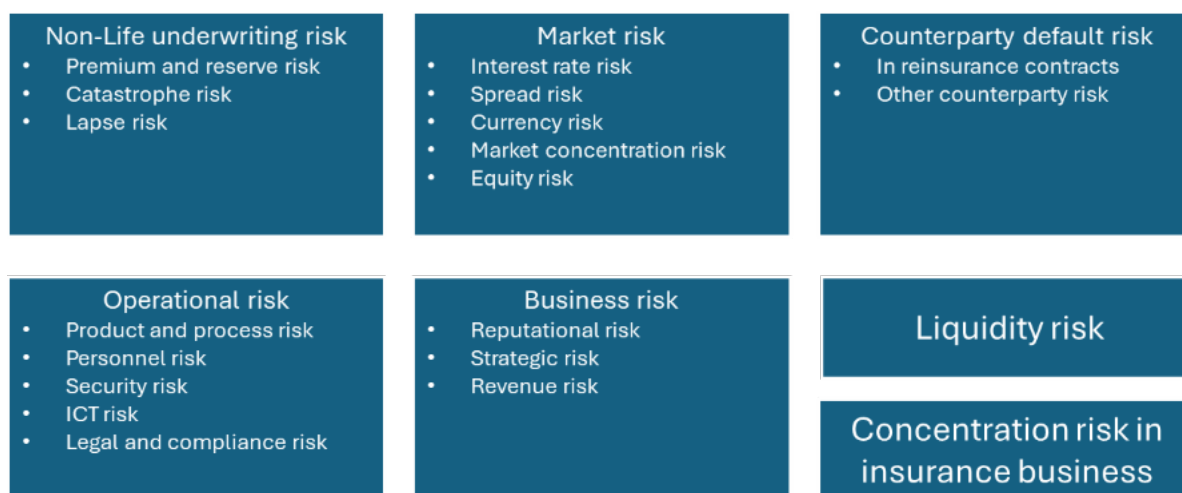 Non-Life underwriting risk
• Premium and reserve risk
• Catastrophe risk
• Lapse risk
Market risk
• Interest rate risk
• Spread risk
• Currency risk
• Market concentration risk
• Equity risk
Counterparty default risk
• In reinsurance contracts
• Other counterparty risk
Operational risk
• Product and process risk
• Personnel risk
• Security risk
• ICT risk
• Legal and compliance risk
Business risk
• Reputational risk
• Strategic risk
• Revenue risk
Liquidity risk
Concentration risk in
insurance business